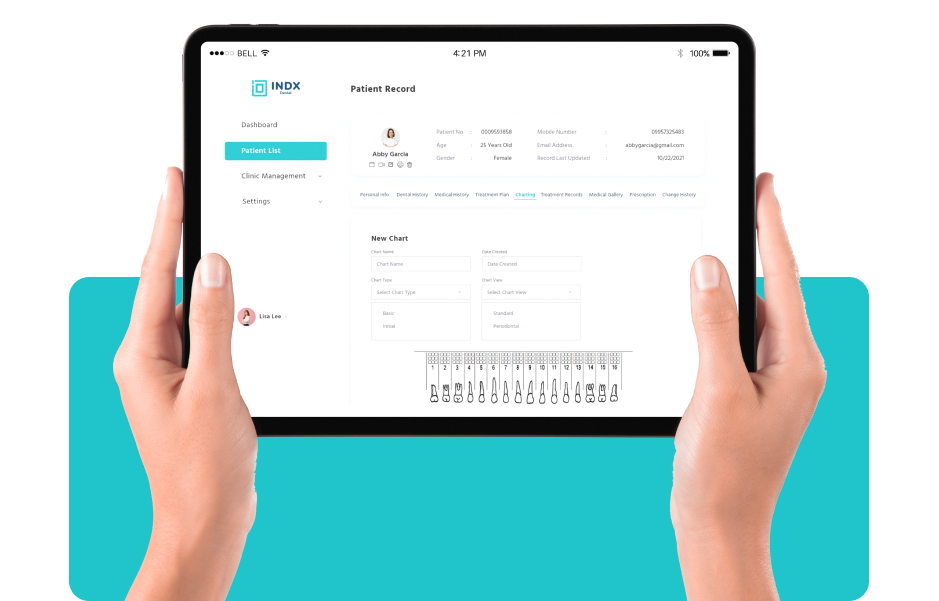 BELL 4:21 PM 100%
INDX
Dental
Patient Record
Dashboard
Patient List
Clinic Management
Settings
Lisa Lee
Abby Garcia
Patient No : 0009593858
Age : 25 Years Old
Gender : Female
Mobile Number : 09957325483
Email Address : abbygarcia@gmail.com
Record Last Updated : 10/22/2021
Personal Info Dental History Medical History Treatment Plan Charting Treatment Records Medical Gallery Prescription Change History
New Chart
Chart Name Date Created
Chart Name Date Created
Chart Type Chart View
Select Chart Type Select Chart View
Basic Standard
Initial Periodontal
1 2 3 4 5 6 7 8 9 10 11 12 13 14 15 16